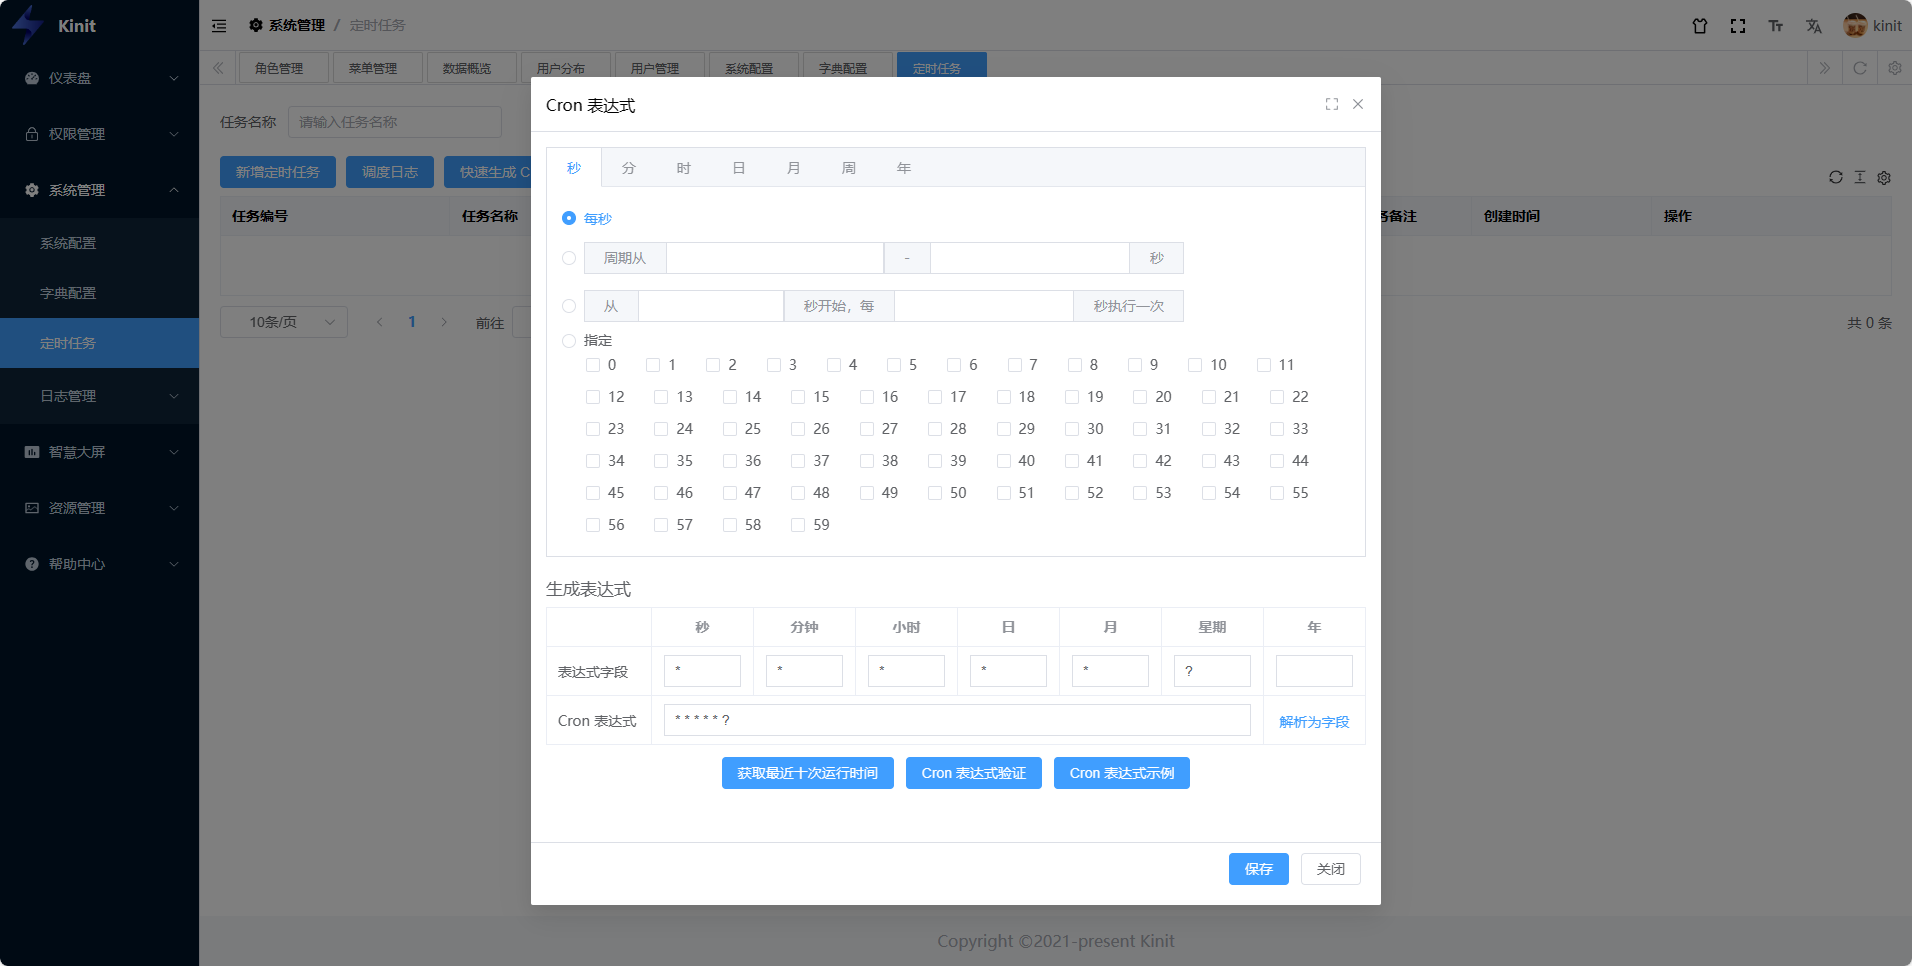 Kinit
系统管理 / 定时任务
kinit
仪表盘
权限管理
系统管理
系统配置
字典配置
定时任务
日志管理
智慧大屏
资源管理
帮助中心
角色管理
菜单管理
数据概览
用户分布
用户管理
系统配置
字典配置
定时任务
任务名称 请输入任务名称
新增定时任务 调度日志 快速生成 C
任务编号 任务名称 备注 创建时间 操作
10条/页 1 前往
共 0 条
Cron 表达式
秒 分 时 日 月 周 年
每秒
周期从 - 秒
从 秒开始，每 秒执行一次
指定
0 1 2 3 4 5 6 7 8 9 10 11
12 13 14 15 16 17 18 19 20 21 22
23 24 25 26 27 28 29 30 31 32 33
34 35 36 37 38 39 40 41 42 43 44
45 46 47 48 49 50 51 52 53 54 55
56 57 58 59
生成表达式
秒 分钟 小时 日 月 星期 年
表达式字段 * * * * * ?
Cron 表达式 * * * * * ? 解析为字段
获取最近十次运行时间 Cron 表达式验证 Cron 表达式示例
保存 关闭
Copyright ©2021-present Kinit